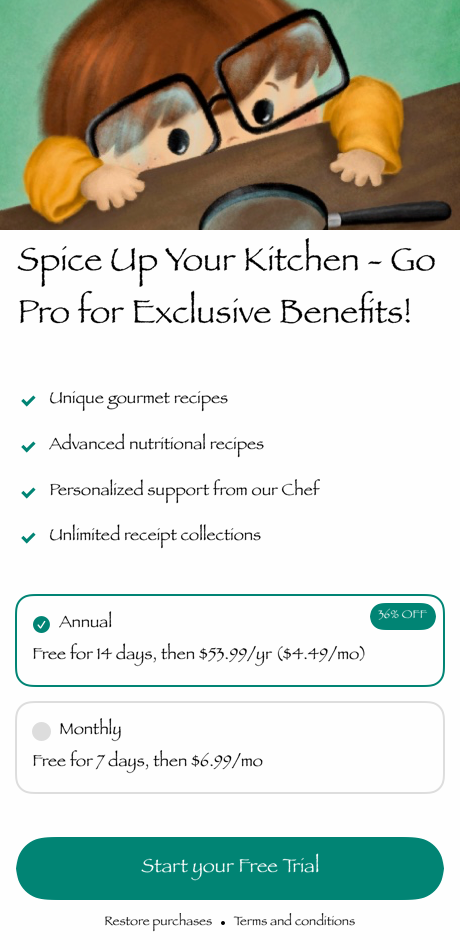 Spice Up Your Kitchen - Go
Pro for Exclusive Benefits!
Unique gourmet recipes
Advanced nutritional recipes
Personalized support from our Chef
Unlimited receipt collections
36% OFF
Annual
Free for 14 days, then $53.99/yr ($4.49/mo)
Monthly
Free for 7 days, then $6.99/mo
Start your Free Trial
Restore purchases • Terms and conditions